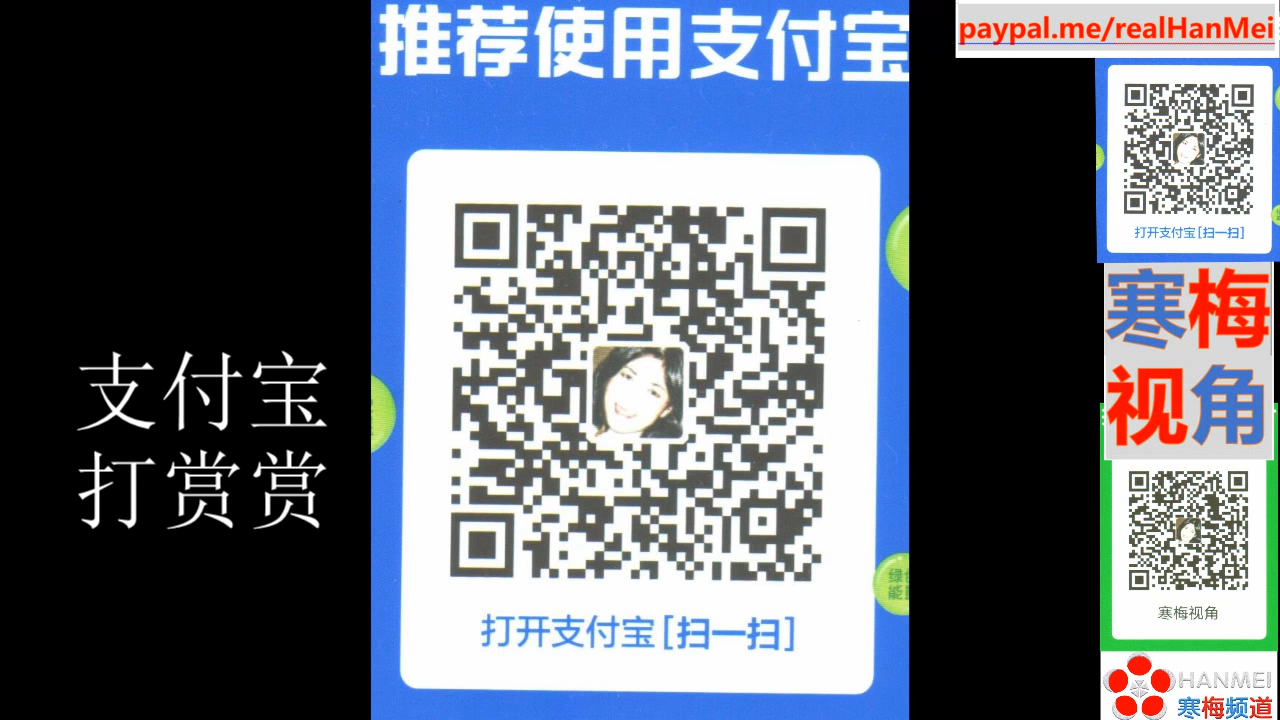 推荐使用支付宝
支付宝
打赏赏
打开支付宝[扫一扫]
paypal.me/realHanMei
打开支付宝[扫一扫]
寒梅
视角
寒梅视角
HANMEI
寒梅频道